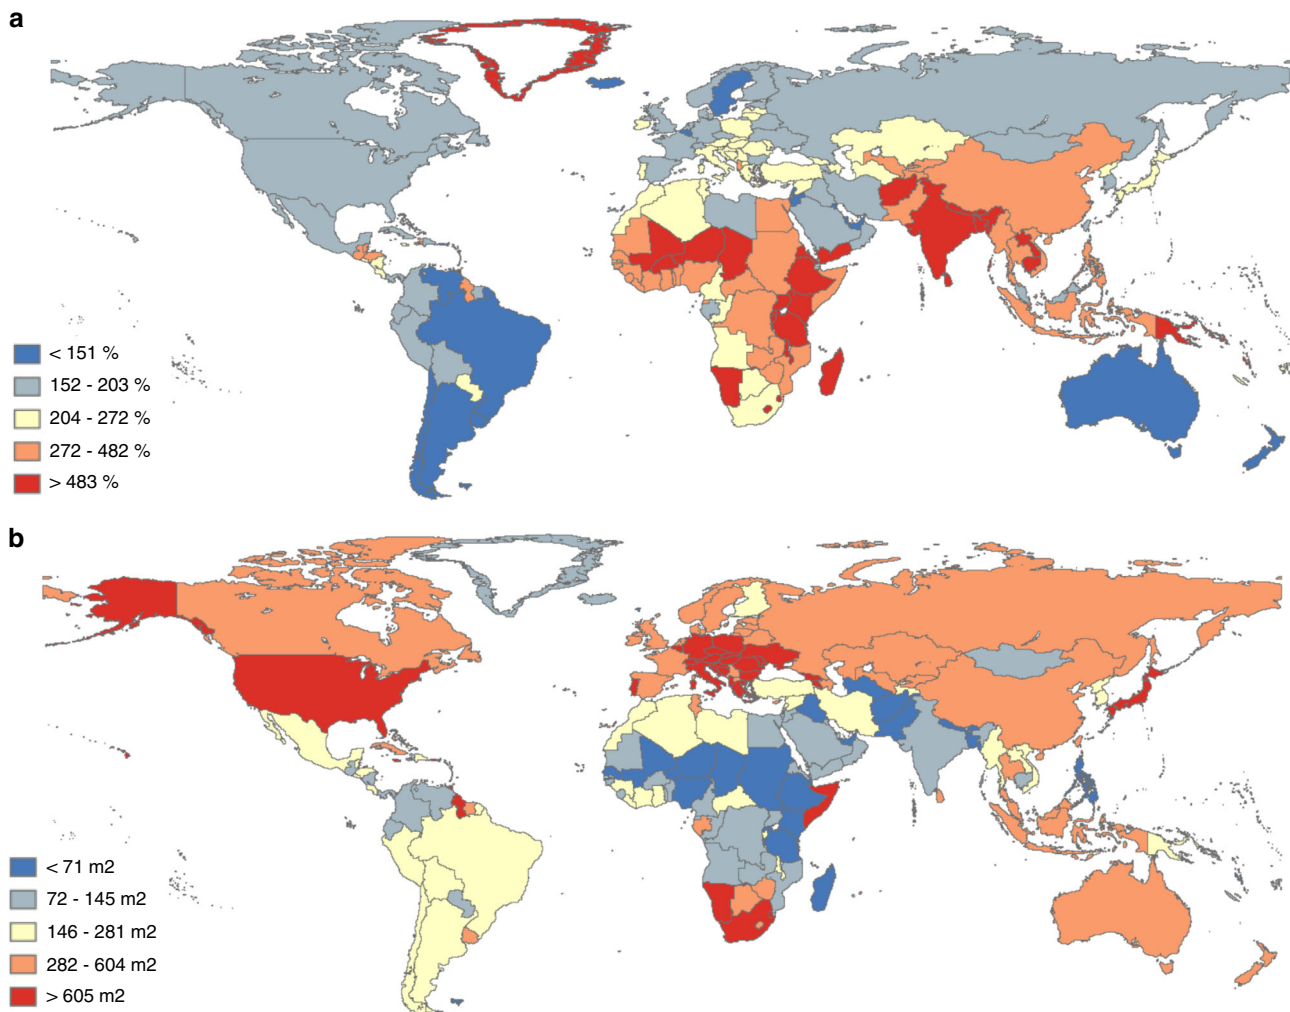 a
< 151 %
152 - 203 %
204 - 272 %
272 - 482 %
> 483 %
b
< 71 m2
72 - 145 m2
146 - 281 m2
282 - 604 m2
> 605 m2